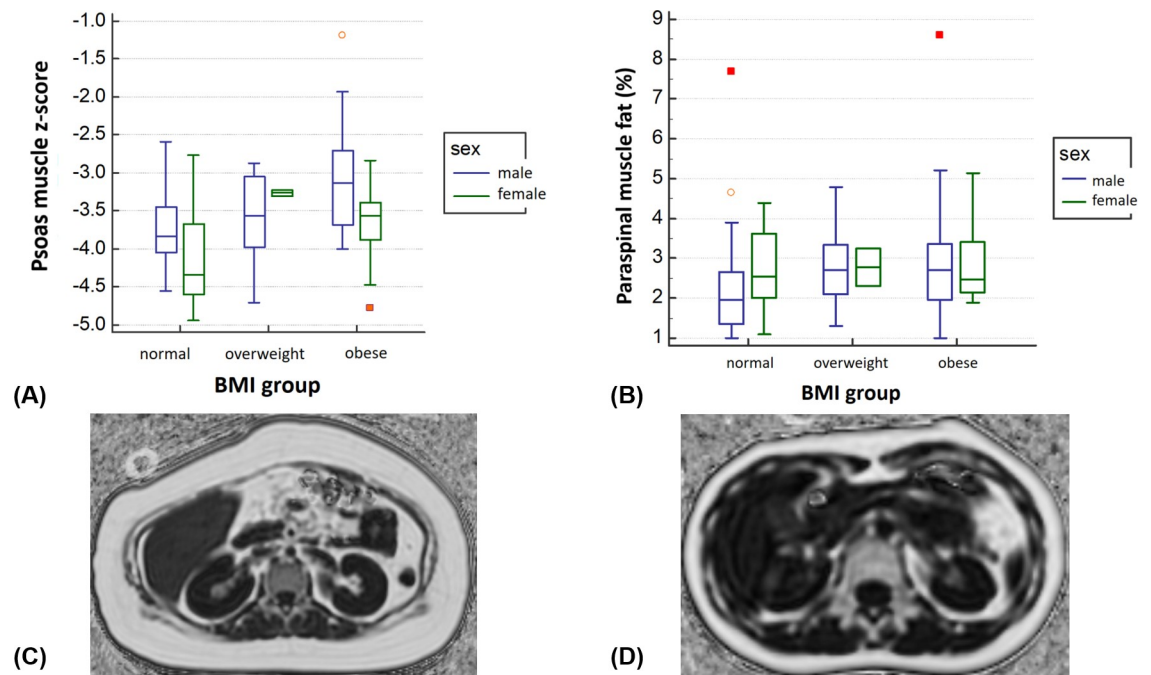 (A)
Psoas muscle z-score
-1.0
-1.5
-2.0
-2.5
-3.0
-3.5
-4.0
-4.5
-5.0
normal overweight obese
BMI group
sex
male
female
(B)
Paraspinal muscle fat (%)
9
8
7
6
5
4
3
2
1
normal overweight obese
BMI group
sex
male
female
(C)
(D)